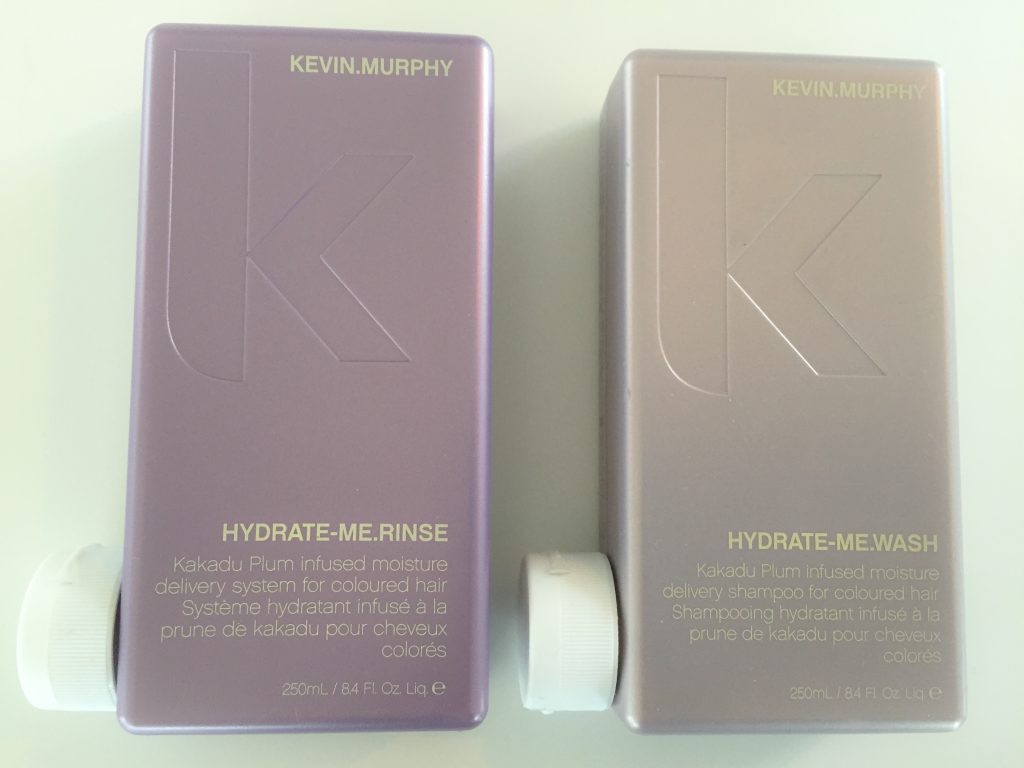 KEVIN.MURPHY
HYDRATE-ME.RINSE
Kakadu Plum infused moisture
delivery system for coloured hair
Système hydratant infusé à la
prune de kakadu pour cheveux
colorés
250mL / 8.4 Fl. Oz. Liq. ℮
KEVIN.MURPHY
HYDRATE-ME.WASH
Kakadu Plum infused moisture
delivery shampoo for coloured hair
Shampooing hydratant infusé à la
prune de kakadu pour cheveux
colorés
250mL / 8.4 Fl. Oz. Liq. ℮